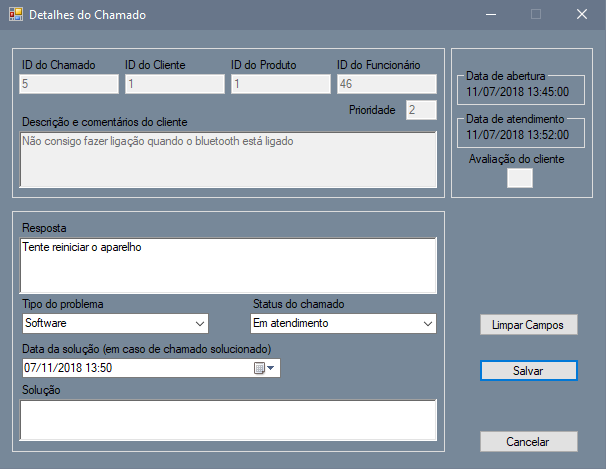 Detalhes do Chamado
ID do Chamado
ID do Cliente
ID do Produto
ID do Funcionário
5
1
1
46
Prioridade
2
Descrição e comentários do cliente
Não consigo fazer ligação quando o bluetooth está ligado
Data de abertura
11/07/2018 13:45:00
Data de atendimento
11/07/2018 13:52:00
Avaliação do cliente
Resposta
Tente reiniciar o aparelho
Tipo do problema
Status do chamado
Software
Em atendimento
Data da solução (em caso de chamado solucionado)
07/11/2018 13:50
Solução
Limpar Campos
Salvar
Cancelar